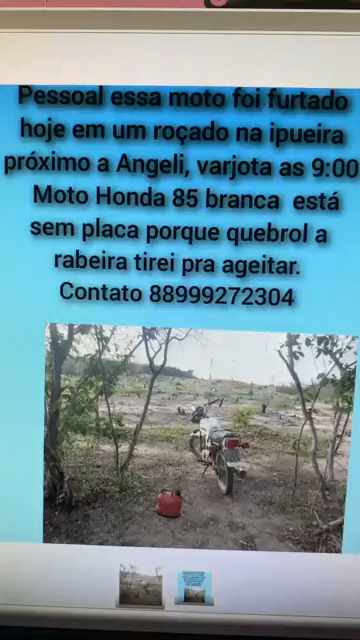 Pessoal essa moto foi furtado
hoje em um roçado na ipueira
próximo a Angeli, varjota as 9:00
Moto Honda 85 branca está
sem placa porque quebrol a
rabeira tirei pra ageitar.
Contato 88999272304